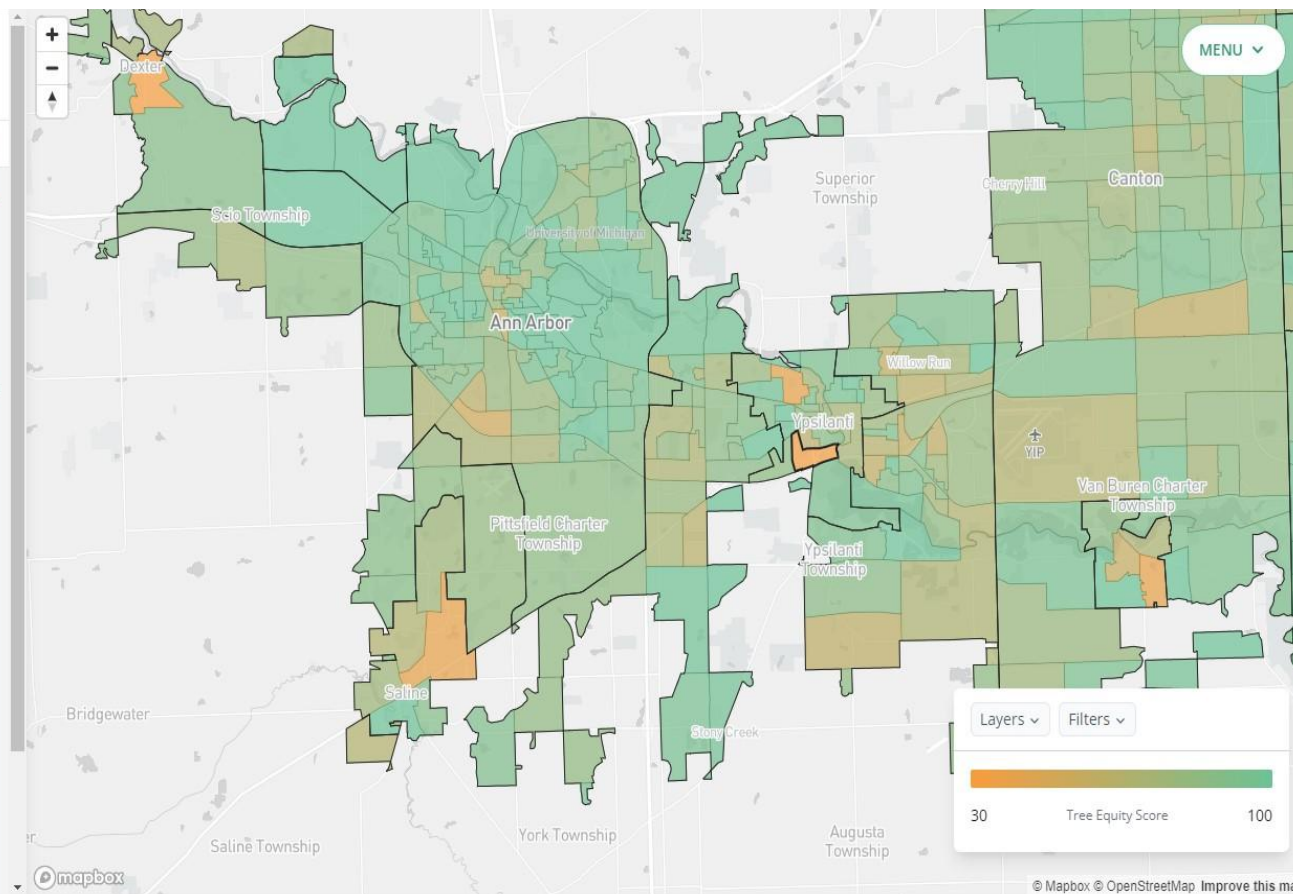 +
−
Dexter
MENU
Superior
Township
Cherry Hill
Canton
Scio Township
University of Michigan
Ann Arbor
Willow Run
Ypsilanti
YIP
Van Buren Charter
Township
Pittsfield Charter
Township
Ypsilanti
Township
Saline
Bridgewater
Stony Creek
Layers
Filters
30
Tree Equity Score
100
Saline Township
York Township
Augusta
Township
mapbox
© Mapbox © OpenStreetMap Improve this ma